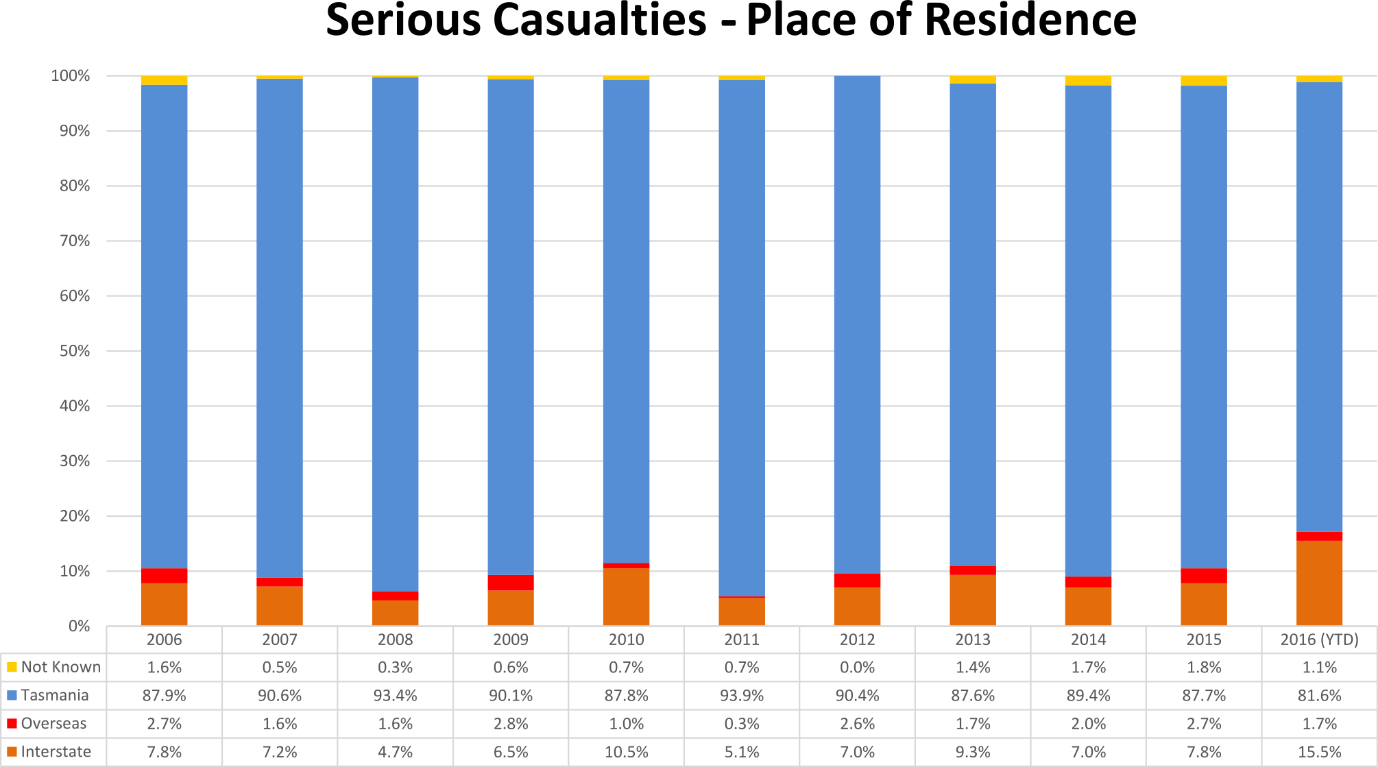 Serious Casualties - Place of Residence
100%
90%
80%
70%
60%
50%
40%
30%
20%
10%
0%
2006 2007 2008 2009 2010 2011 2012 2013 2014 2015 2016 (YTD)
Not Known 1.6% 0.5% 0.3% 0.6% 0.7% 0.7% 0.0% 1.4% 1.7% 1.8% 1.1%
Tasmania 87.9% 90.6% 93.4% 90.1% 87.8% 93.9% 90.4% 87.6% 89.4% 87.7% 81.6%
Overseas 2.7% 1.6% 1.6% 2.8% 1.0% 0.3% 2.6% 1.7% 2.0% 2.7% 1.7%
Interstate 7.8% 7.2% 4.7% 6.5% 10.5% 5.1% 7.0% 9.3% 7.0% 7.8% 15.5%